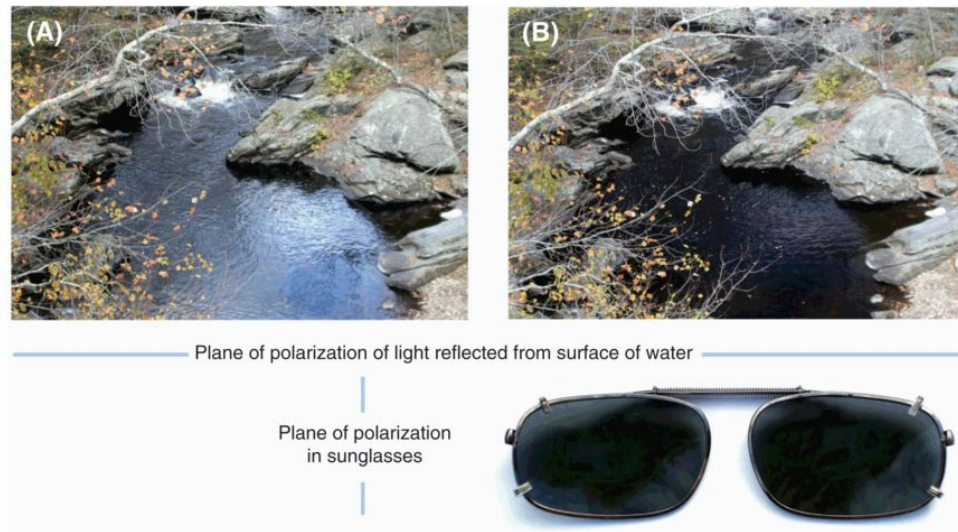 (A)
(B)
Plane of polarization of light reflected from surface of water
Plane of polarization
in sunglasses